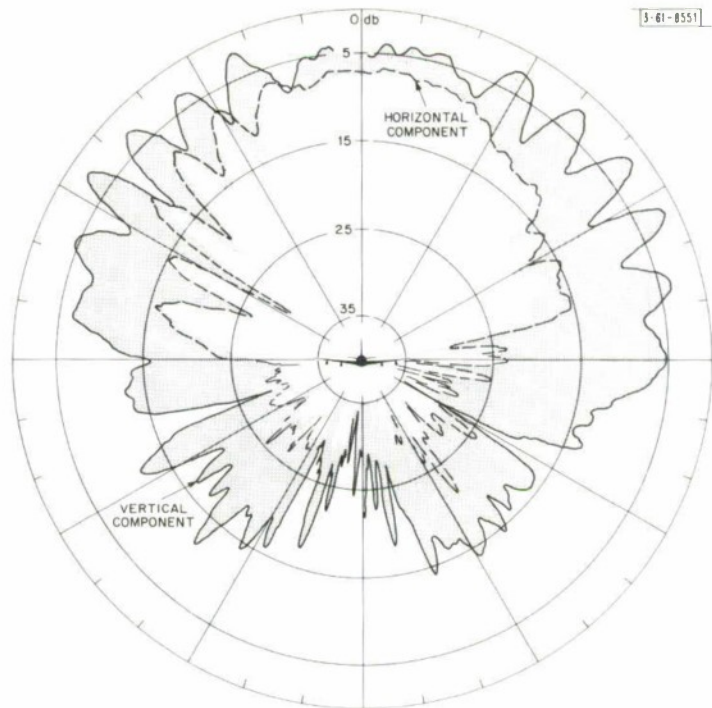 3-61-8551
0 db
5
HORIZONTAL
COMPONENT
15
25
35
VERTICAL
COMPONENT